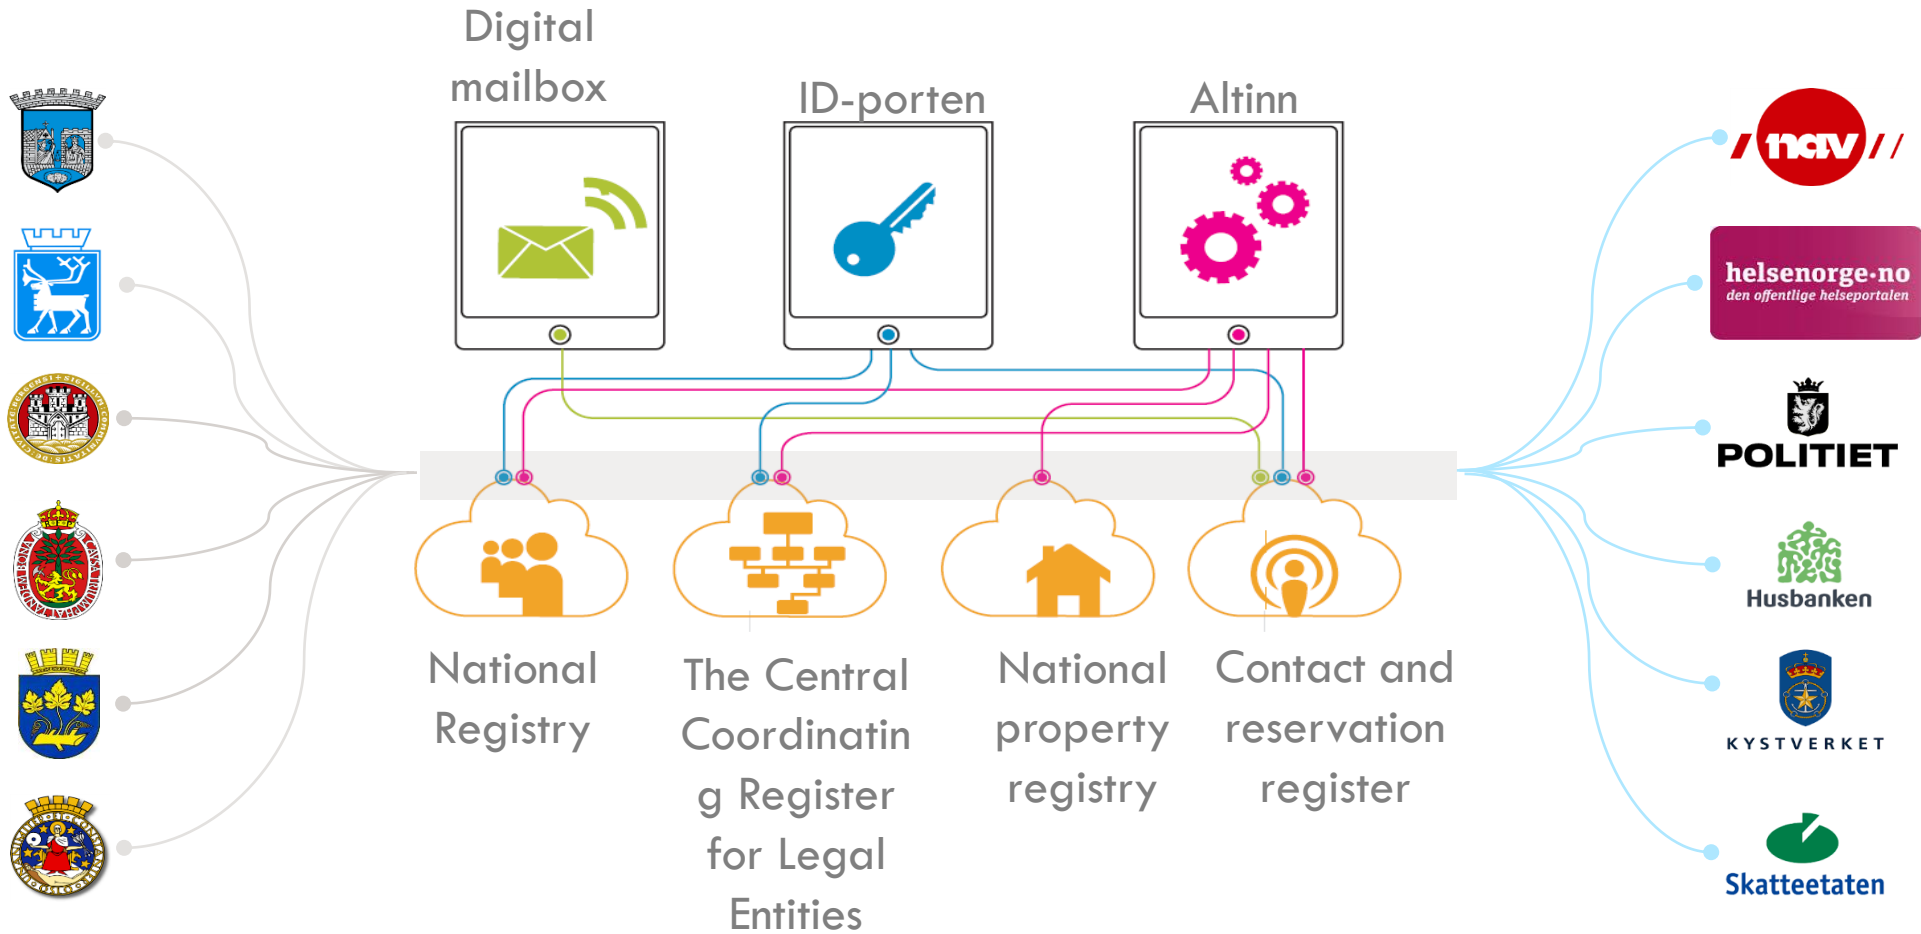 Digital
mailbox
ID-porten
Altinn
nav
helsenorge.no
den offentlige helseportalen
POLITIET
Husbanken
KYSTVERKET
Skatteetaten
National
Registry
The Central
Coordinatin
g Register
for Legal
Entities
National
property
registry
Contact and
reservation
register